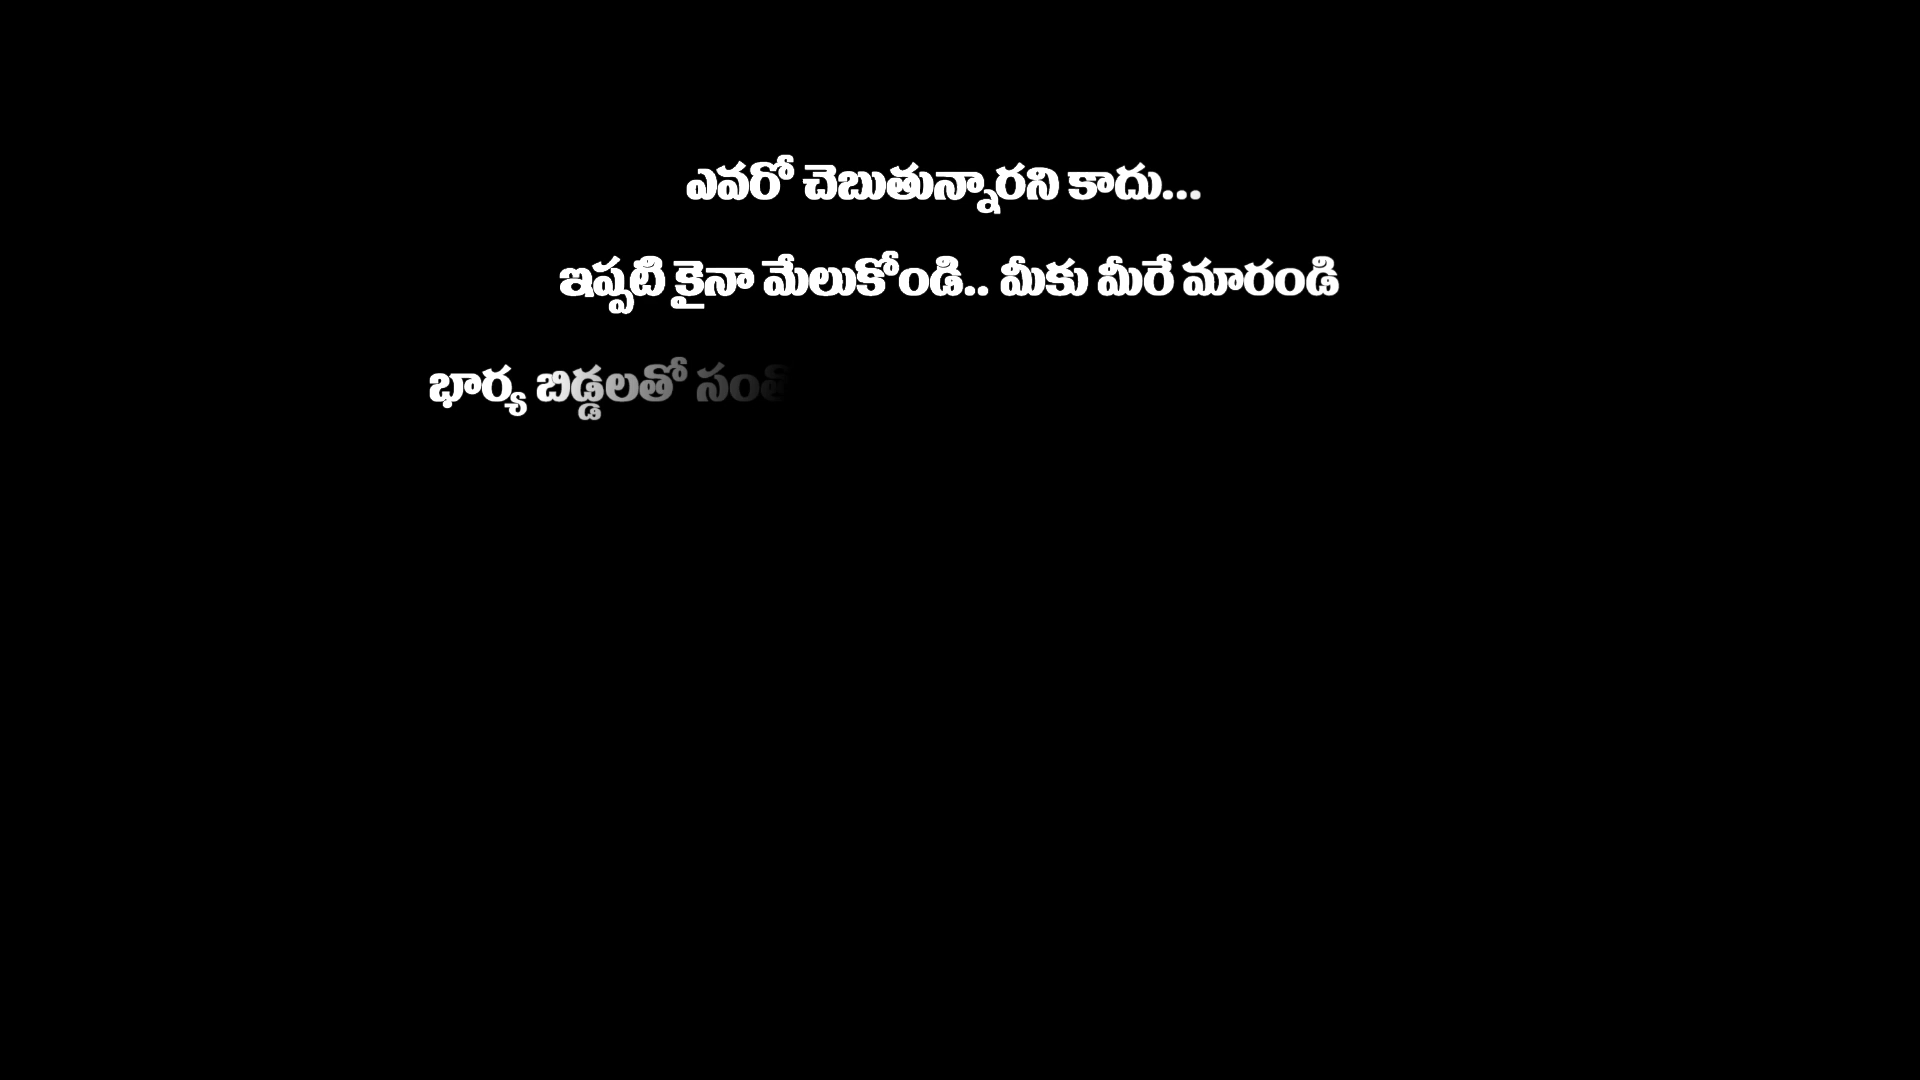 ఎవరో చెబుతున్నారని కాదు...
ఇప్పటి కైనా మేలుకోండి.. మీకు మీరే మారండి
భార్య బిడ్డలతో